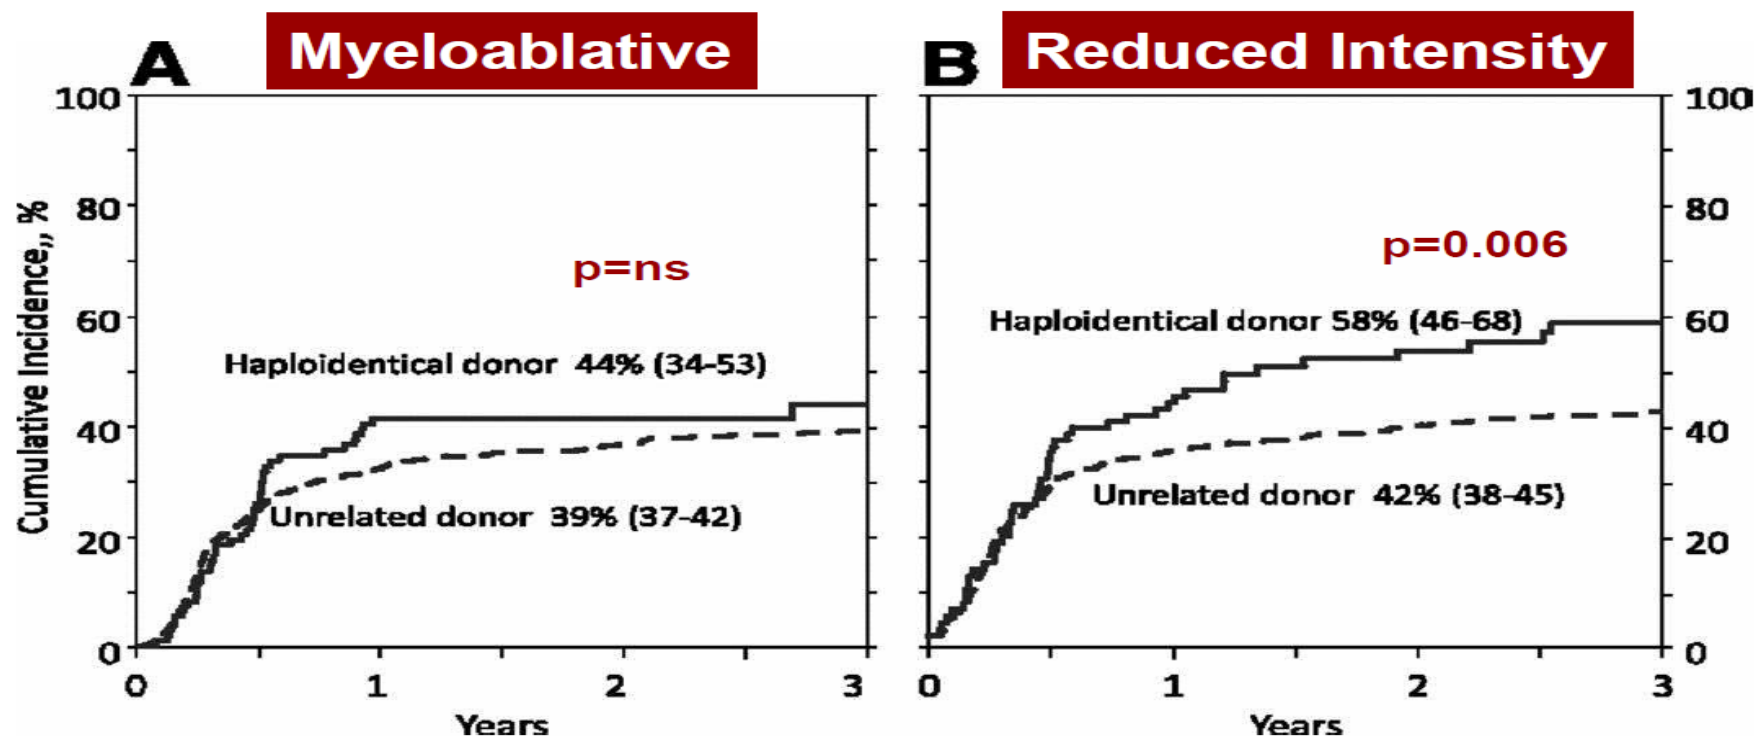 A Myeloablative
100
80
60
40
20
0
Cumulative Incidence,, %
p=ns
Haploidentical donor 44% (34-53)
Unrelated donor 39% (37-42)
0 1 2 3
Years
B Reduced Intensity
100
80
60
40
20
0
p=0.006
Haploidentical donor 58% (46-68)
Unrelated donor 42% (38-45)
0 1 2 3
Years